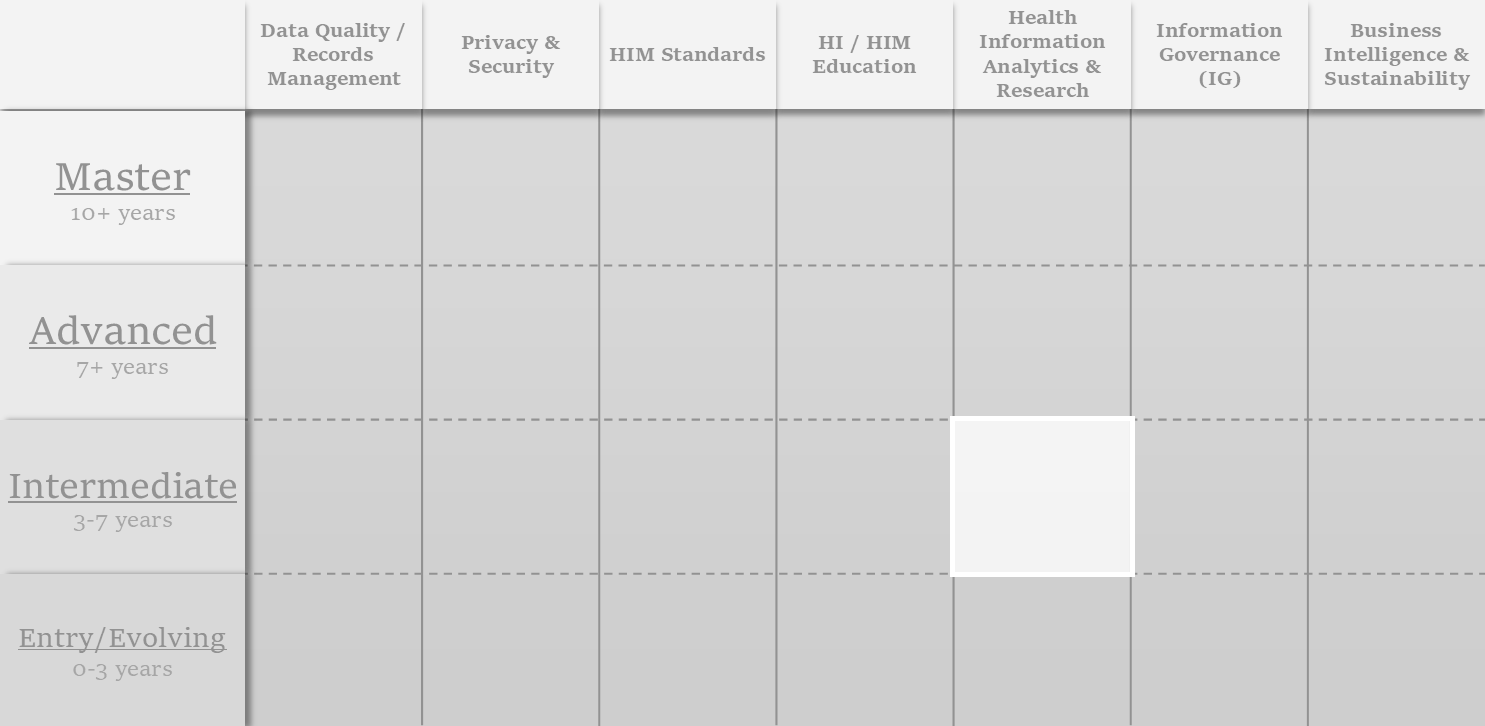 Data Quality /
Records
Management
Privacy &
Security
HIM Standards
HI / HIM
Education
Health
Information
Analytics &
Research
Information
Governance
(IG)
Business
Intelligence &
Sustainability
Master
10+ years
Advanced
7+ years
Intermediate
3-7 years
Entry/Evolving
0-3 years